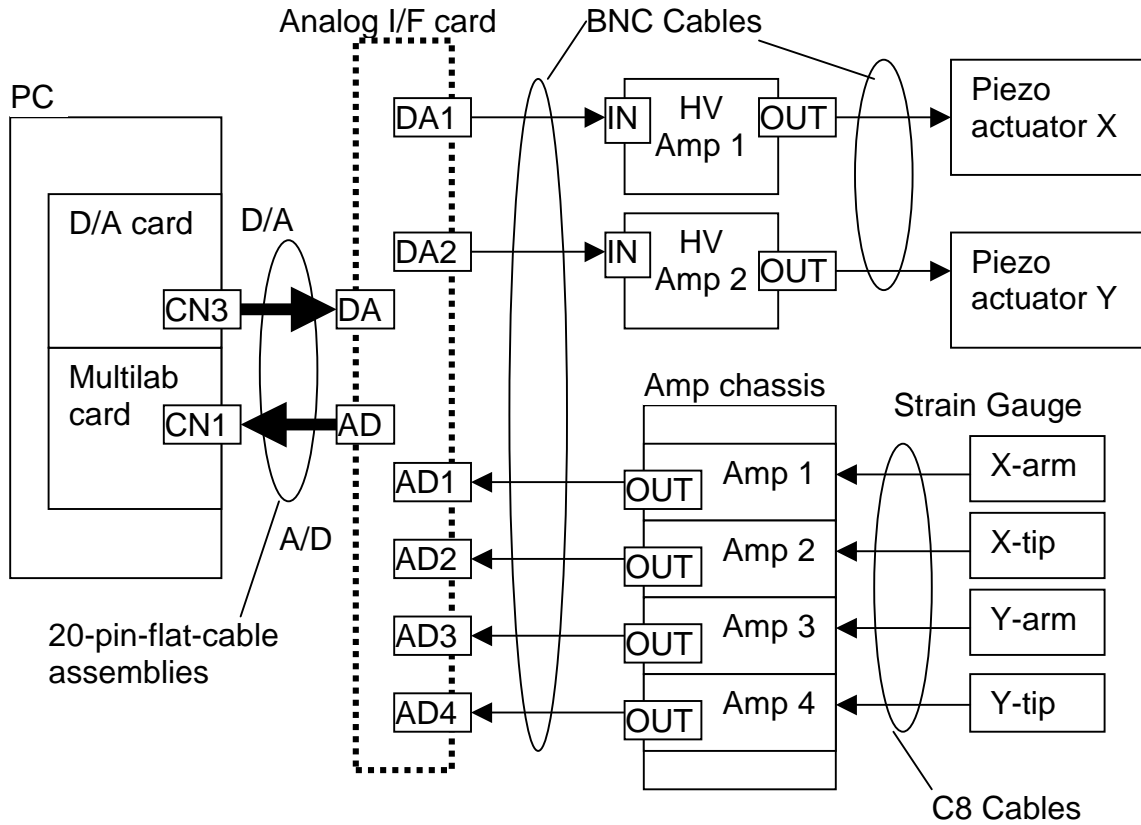 Analog I/F card
BNC Cables
PC
DA1
IN
HV
Amp 1
OUT
Piezo
actuator X
D/A card
D/A
DA2
IN
HV
Amp 2
OUT
Piezo
actuator Y
CN3
DA
Multilab
card
CN1
AD
Amp chassis
Strain Gauge
AD1
OUT
Amp 1
X-arm
A/D
AD2
OUT
Amp 2
X-tip
20-pin-flat-cable
assemblies
AD3
OUT
Amp 3
Y-arm
AD4
OUT
Amp 4
Y-tip
C8 Cables